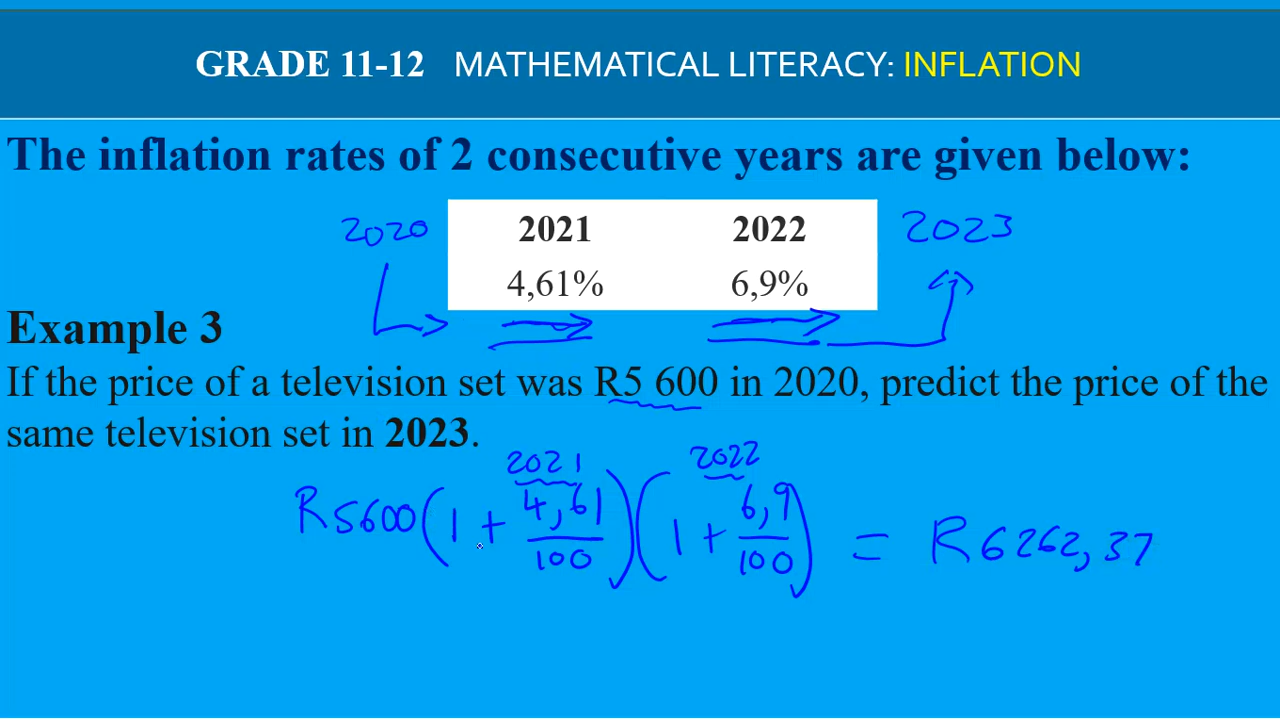 GRADE 11-12 MATHEMATICAL LITERACY: INFLATION
The inflation rates of 2 consecutive years are given below:
2020 2021 2022 2023
4,61% 6,9%
Example 3
If the price of a television set was R5 600 in 2020, predict the price of the
same television set in 2023.
2021 2022
R5600(1 + 4,61/100)(1 + 6,9/100) = R6262,37